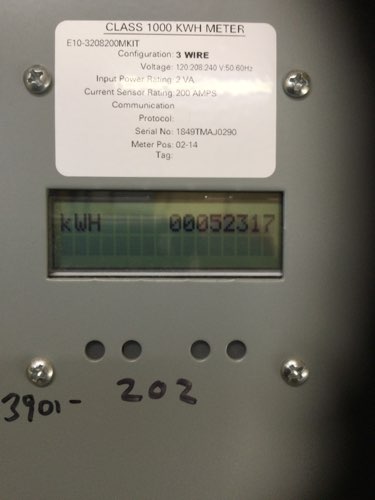 CLASS 1000 KWH METER
E10-3208200MKIT
Configuration: 3 WIRE
Voltage: 120:208:240 V:50:60Hz
Input Power Rating: 2 VA
Current Sensor Rating: 200 AMPS
Communication
Protocol:
Serial No: 1849TMAJ0290
Meter Pos: 02-14
Tag:
kWH 00052317
3901- 202